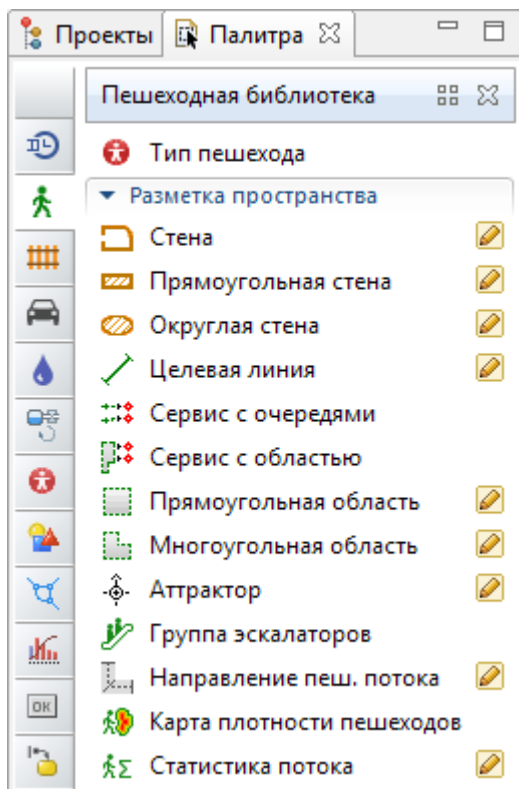 Проекты Палитра
Пешеходная библиотека
Тип пешехода
Разметка пространства
Стена
Прямоугольная стена
Округлая стена
Целевая линия
Сервис с очередями
Сервис с областью
Прямоугольная область
Многоугольная область
Аттрактор
Группа эскалаторов
Направление пеш. потока
OK
Карта плотности пешеходов
Статистика потока